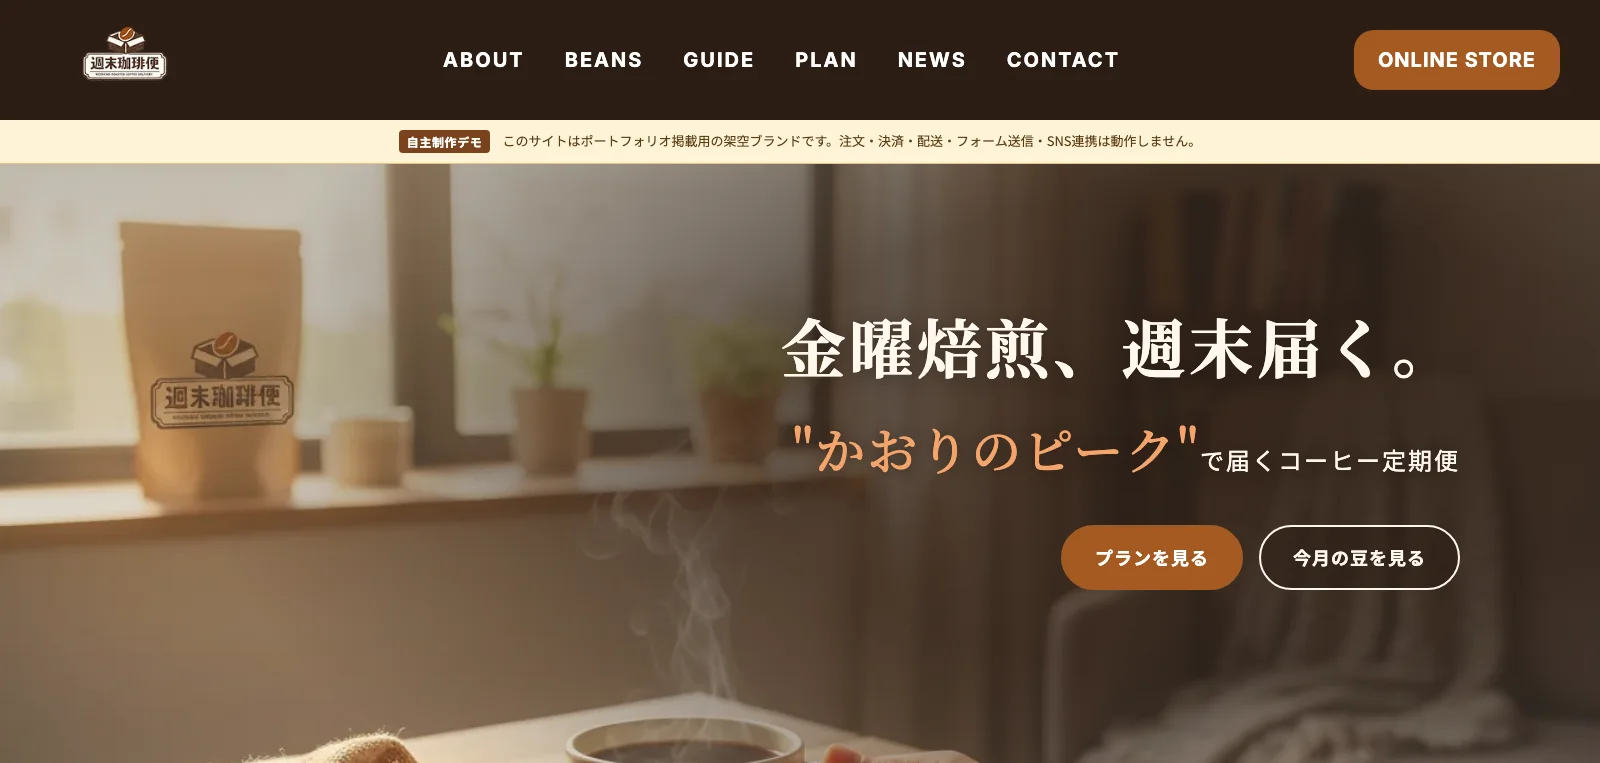 週末珈琲便
ABOUT BEANS GUIDE PLAN NEWS CONTACT
ONLINE STORE
自主制作デモ このサイトはポートフォリオ掲載用の架空ブランドです。注文・決済・配送・フォーム送信・SNS連携は動作しません。
金曜焙煎、週末届く。
"かおりのピーク"で届くコーヒー定期便
週末珈琲便
プランを見る 今月の豆を見る